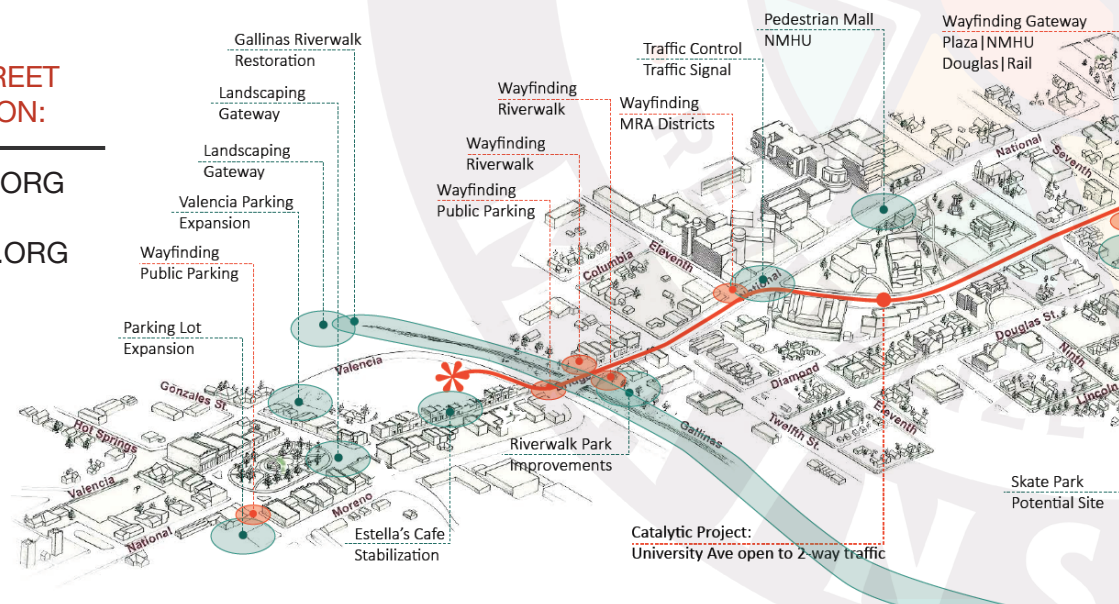 REET
ON:
.ORG
.ORG
Gallinas Riverwalk
Restoration
Landscaping
Gateway
Landscaping
Gateway
Valencia Parking
Expansion
Wayfinding
Public Parking
Parking Lot
Expansion
Wayfinding
Riverwalk
Wayfinding
Riverwalk
Wayfinding
Public Parking
Wayfinding
MRA Districts
Traffic Control
Traffic Signal
Pedestrian Mall
NMHU
Wayfinding Gateway
Plaza|NMHU
Douglas|Rail
National
Seventh
Columbia
Eleventh
National
Douglas St.
Ninth
Lincoln
Diamond
Eleventh
Twelfth St.
Gallinas
Valencia
Gonzales St.
Hot Springs
Valencia
National
Moreno
Riverwalk Park
Improvements
Estella's Cafe
Stabilization
Catalytic Project:
University Ave open to 2-way traffic
Skate Park
Potential Site